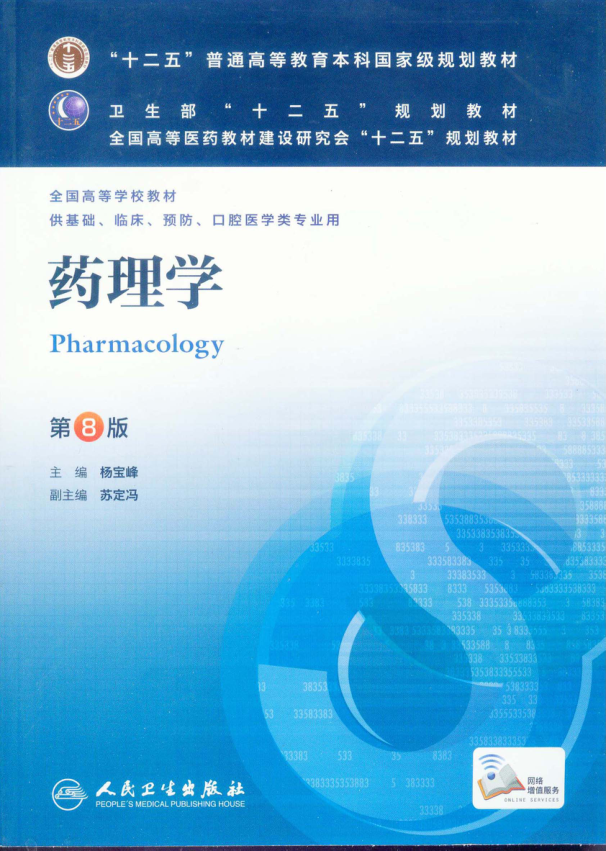 “十二五”普通高等教育本科国家级规划教材
卫生部“十二五”规划教材
全国高等医药教材建设研究会“十二五”规划教材
十二五
全国高等学校教材
供基础、临床、预防、口腔医学类专业用
药理学
Pharmacology
第8版
主 编 杨宝峰
副主编 苏定冯
人民卫生出版社
PEOPLE'S MEDICAL PUBLISHING HOUSE
网络
增值服务
ONLINE SERVICES